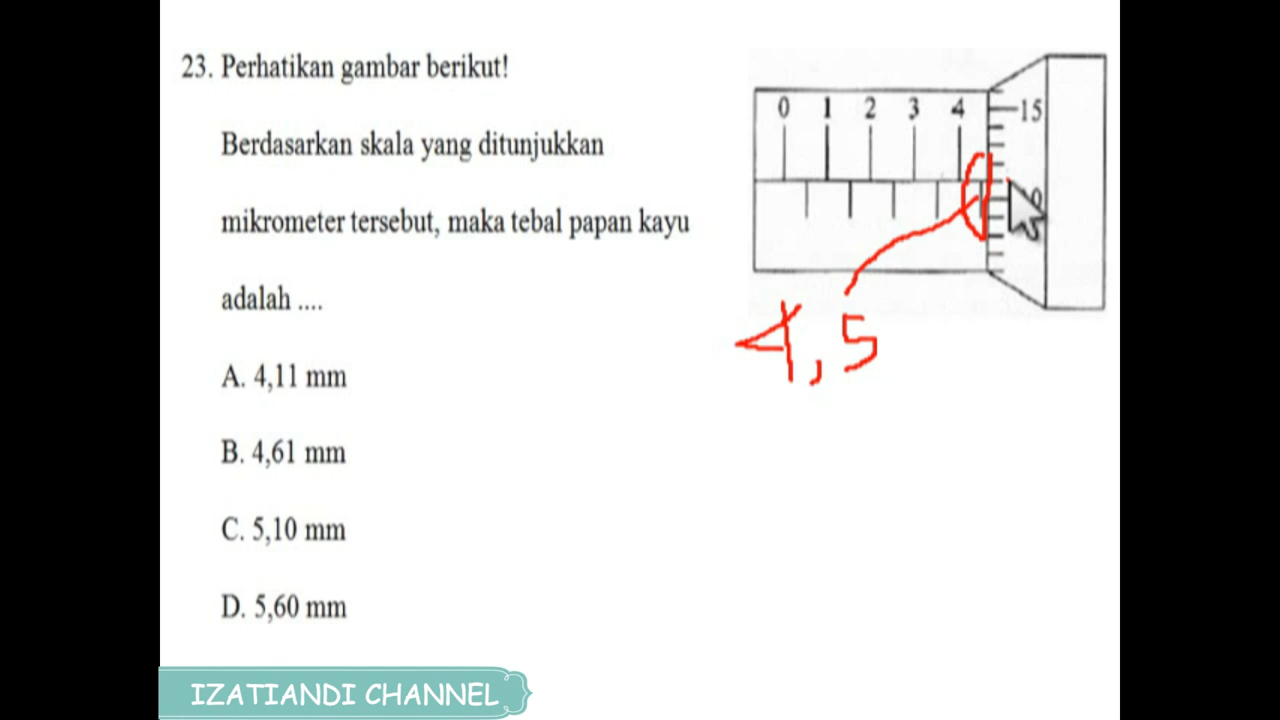 23. Perhatikan gambar berikut!
Berdasarkan skala yang ditunjukkan
mikrometer tersebut, maka tebal papan kayu
adalah ....
A. 4,11 mm
B. 4,61 mm
C. 5,10 mm
D. 5,60 mm
0 1 2 3 4
15
4,5
IZATIANDI CHANNEL